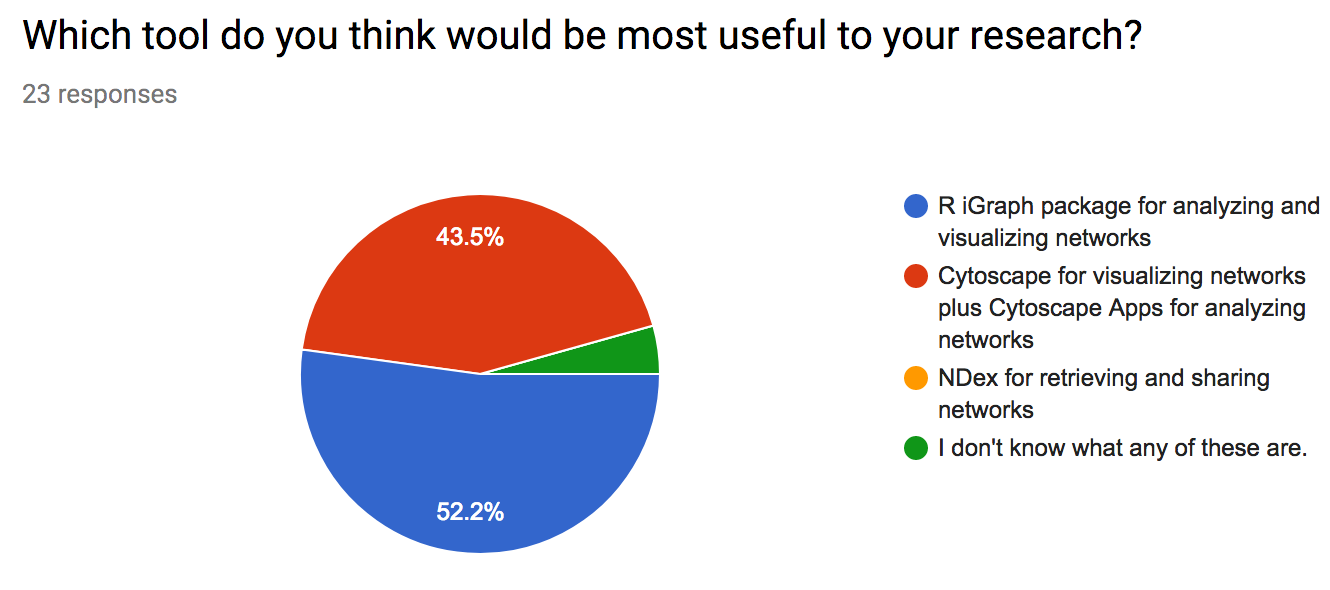 Which tool do you think would be most useful to your research?
23 responses
43.5%
52.2%
R iGraph package for analyzing and
visualizing networks
Cytoscape for visualizing networks
plus Cytoscape Apps for analyzing
networks
NDex for retrieving and sharing
networks
I don't know what any of these are.